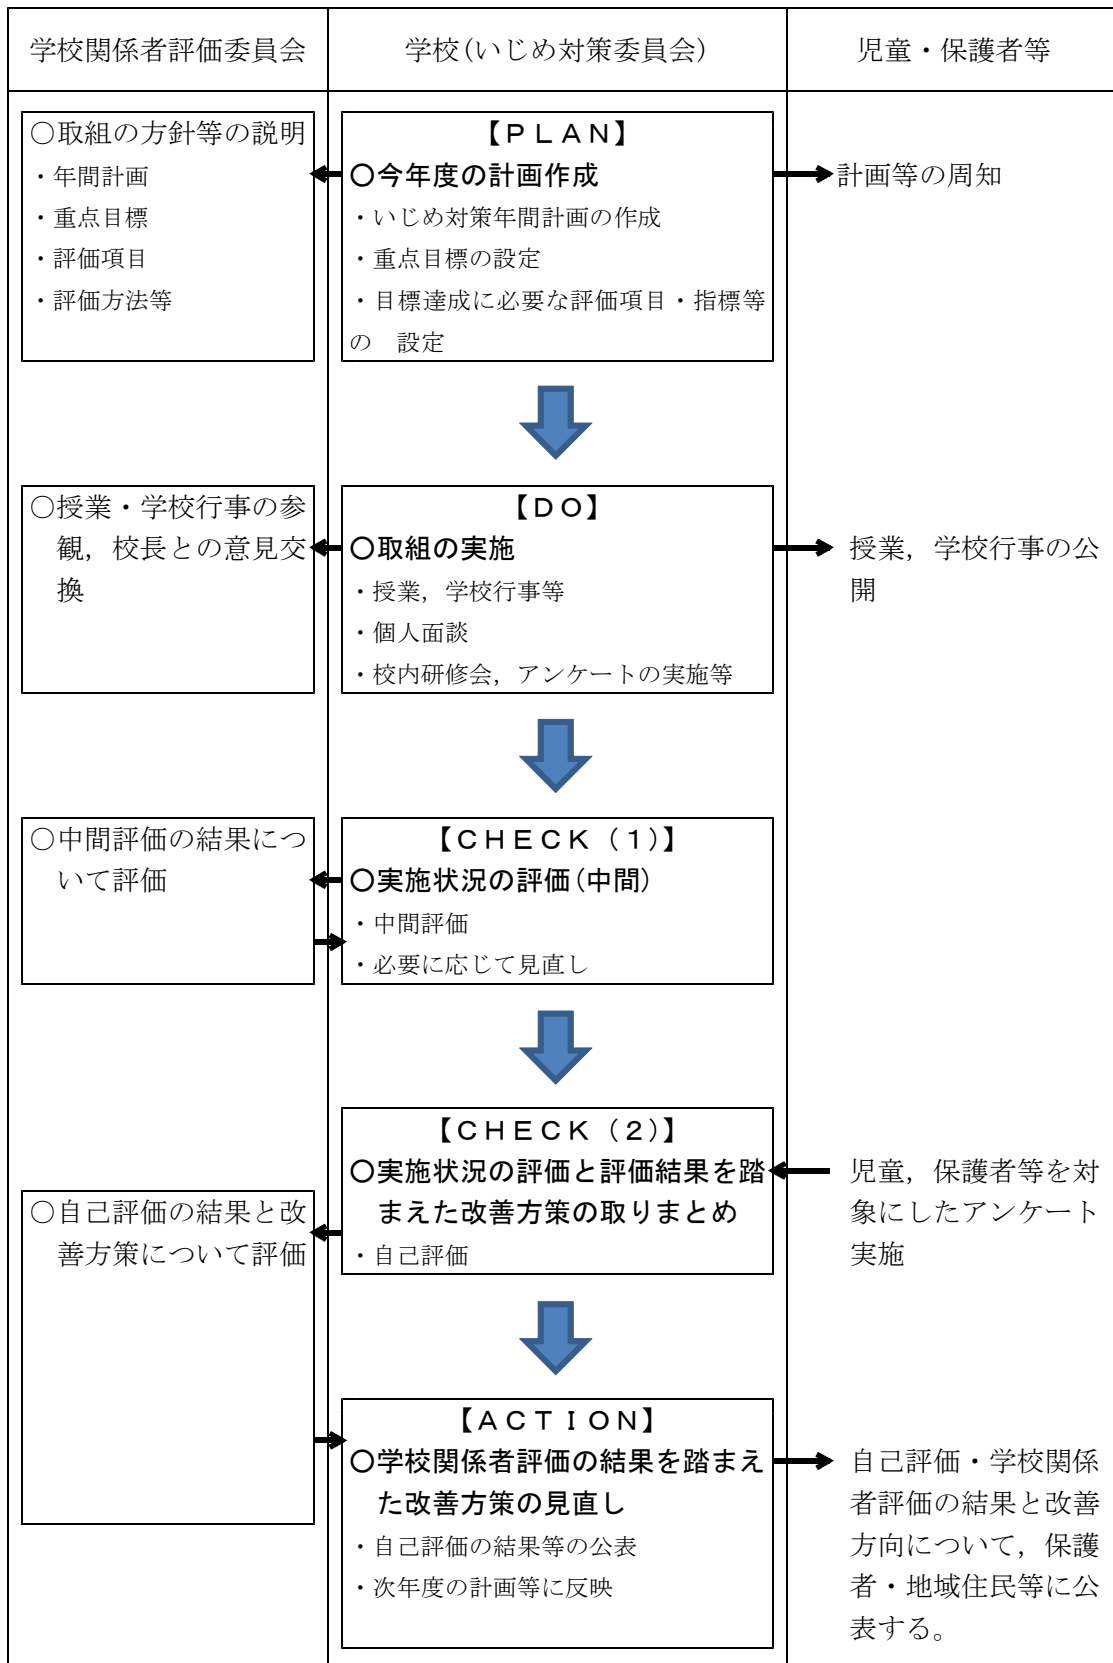 学校関係者評価委員会
学校(いじめ対策委員会)
児童・保護者等
○取組の方針等の説明
・年間計画
・重点目標
・評価項目
・評価方法等
【ＰＬＡＮ】
○今年度の計画作成
・いじめ対策年間計画の作成
・重点目標の設定
・目標達成に必要な評価項目・指標等
の　設定
計画等の周知
○授業・学校行事の参
観，校長との意見交
換
【ＤＯ】
○取組の実施
・授業，学校行事等
・個人面談
・校内研修会，アンケートの実施等
授業，学校行事の公
開
○中間評価の結果につ
いて評価
【ＣＨＥＣＫ（１）】
○実施状況の評価(中間)
・中間評価
・必要に応じて見直し
【ＣＨＥＣＫ（２）】
○実施状況の評価と評価結果を踏
まえた改善方策の取りまとめ
・自己評価
児童，保護者等を対
象にしたアンケート
実施
○自己評価の結果と改
善方策について評価
【ＡＣＴＩＯＮ】
○学校関係者評価の結果を踏まえ
た改善方策の見直し
・自己評価の結果等の公表
・次年度の計画等に反映
自己評価・学校関係
者評価の結果と改善
方向について，保護
者・地域住民等に公
表する。